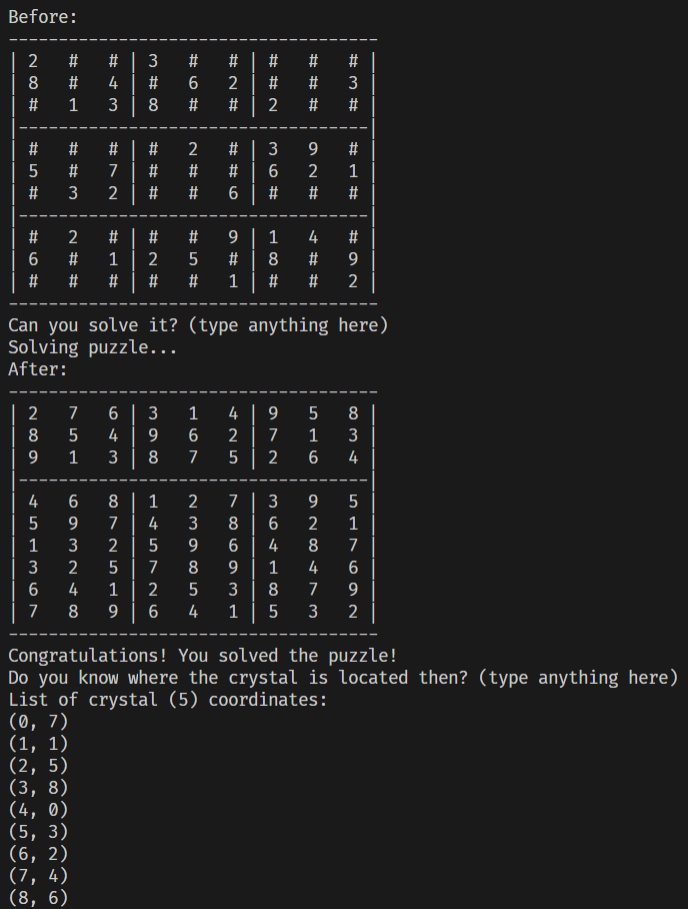 Before:
-------------------------------------
| 2 # # | 3 # # | # # # |
| 8 # 4 | # 6 2 | # # 3 |
| # 1 3 | 8 # # | 2 # # |
|-----------------------------------|
| # # # | # 2 # | 3 9 # |
| 5 # 7 | # # # | 6 2 1 |
| # 3 2 | # # 6 | # # # |
|-----------------------------------|
| # 2 # | # # 9 | 1 4 # |
| 6 # 1 | 2 5 # | 8 # 9 |
| # # # | # # 1 | # # 2 |
-------------------------------------
Can you solve it? (type anything here)
Solving puzzle...
After:
-------------------------------------
| 2 7 6 | 3 1 4 | 9 5 8 |
| 8 5 4 | 9 6 2 | 7 1 3 |
| 9 1 3 | 8 7 5 | 2 6 4 |
|-----------------------------------|
| 4 6 8 | 1 2 7 | 3 9 5 |
| 5 9 7 | 4 3 8 | 6 2 1 |
| 1 3 2 | 5 9 6 | 4 8 7 |
| 3 2 5 | 7 8 9 | 1 4 6 |
| 6 4 1 | 2 5 3 | 8 7 9 |
| 7 8 9 | 6 4 1 | 5 3 2 |
-------------------------------------
Congratulations! You solved the puzzle!
Do you know where the crystal is located then? (type anything here)
List of crystal (5) coordinates:
(0, 7)
(1, 1)
(2, 5)
(3, 8)
(4, 0)
(5, 3)
(6, 2)
(7, 4)
(8, 6)